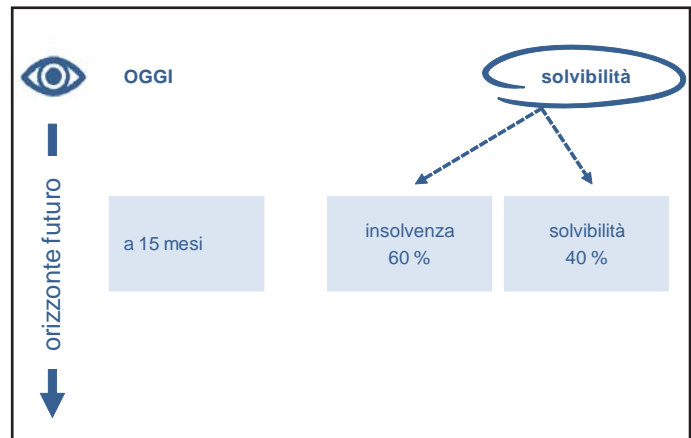 OGGI
solvibilità
orizzonte futuro
a 15 mesi
insolvenza
60 %
solvibilità
40 %